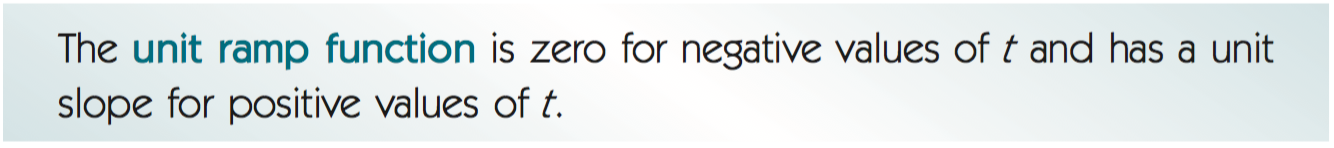 The unit ramp function is zero for negative values of t and has a unit
slope for positive values of t.